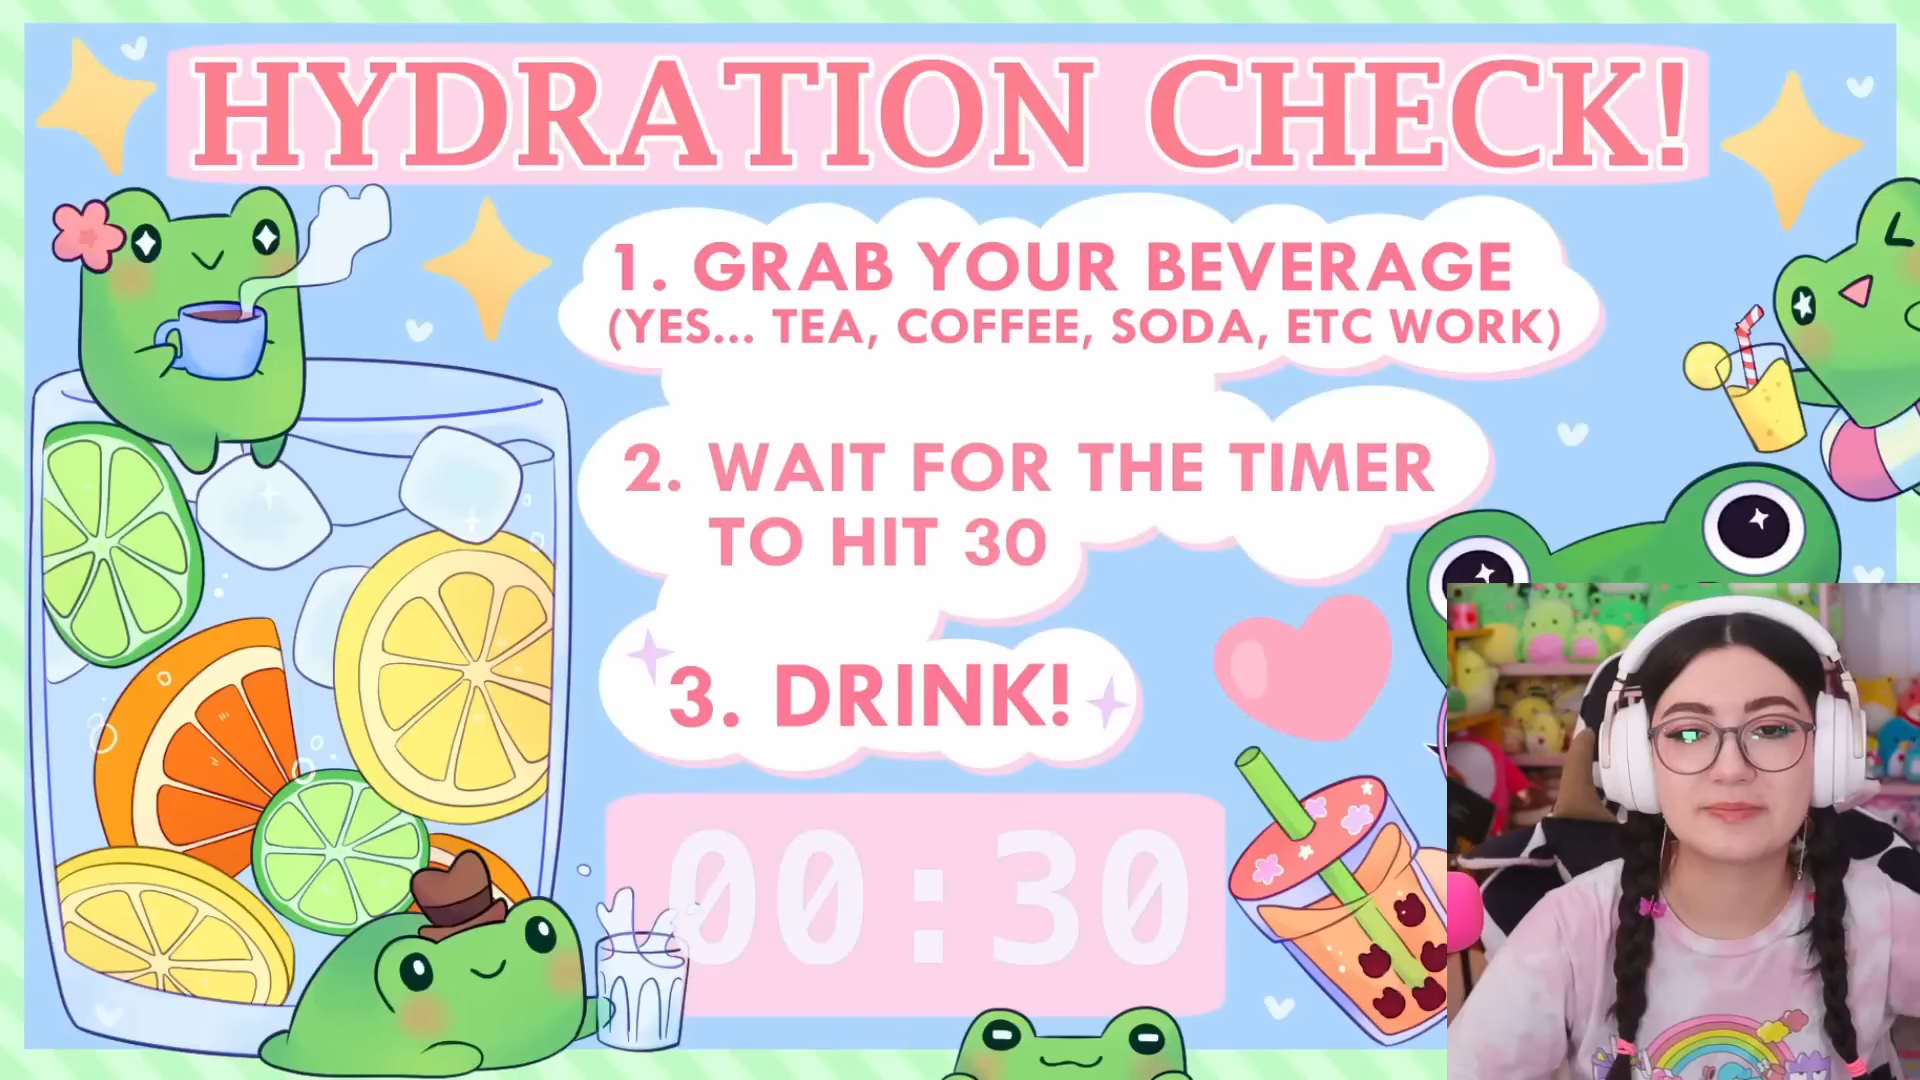 HYDRATION CHECK!
1. GRAB YOUR BEVERAGE
(YES... TEA, COFFEE, SODA, ETC WORK)
2. WAIT FOR THE TIMER
TO HIT 30
3. DRINK!
00:30